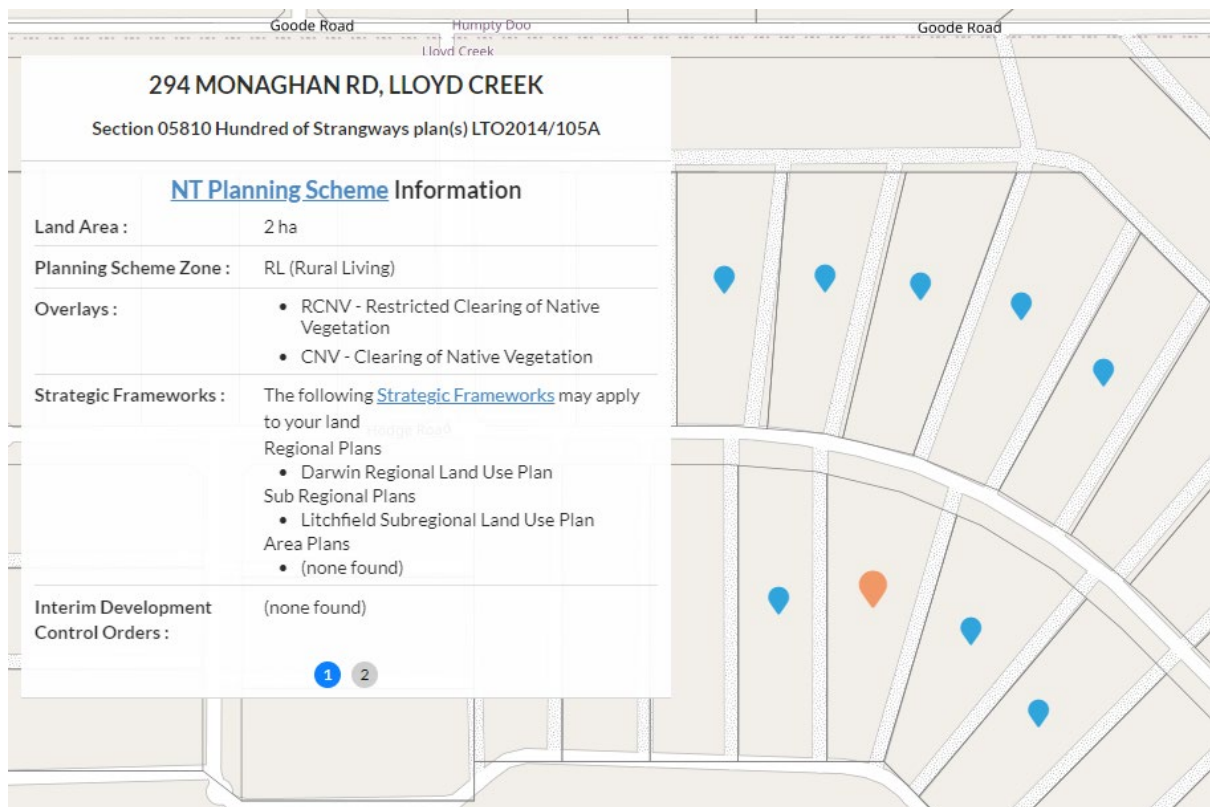 Goode Road
Humpty Doo
Goode Road
Lloyd Creek
294 MONAGHAN RD, LLOYD CREEK
Section 05810 Hundred of Strangways plan(s) LTO2014/105A
NT Planning Scheme Information
Land Area :
2 ha
Planning Scheme Zone :
RL (Rural Living)
Overlays :
• RCNV - Restricted Clearing of Native
Vegetation
• CNV - Clearing of Native Vegetation
Strategic Frameworks :
The following Strategic Frameworks may apply
to your land
Hodge Road
Regional Plans
• Darwin Regional Land Use Plan
Sub Regional Plans
• Litchfield Subregional Land Use Plan
Area Plans
• (none found)
Interim Development
Control Orders :
(none found)
1 2